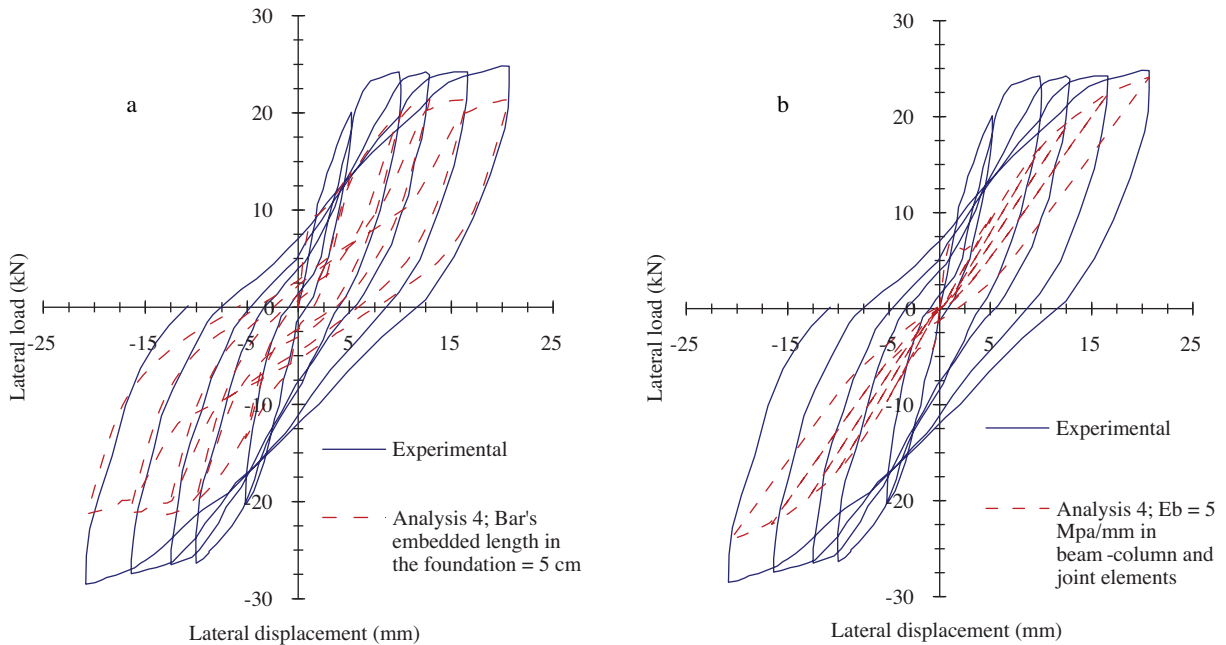 30
a
20
10
0
-25
-15
-5
5
15
25
-10
-20
-30
Lateral load (kN)
Experimental
Analysis 4; Bar's
embedded length in
the foundation = 5 cm
Lateral displacement (mm)
30
b
20
10
0
-25
-15
-5
5
15
25
-10
-20
-30
Lateral load (kN)
Experimental
Analysis 4; Eb = 5
Mpa/mm in
beam -column and
joint elements
Lateral displacement (mm)